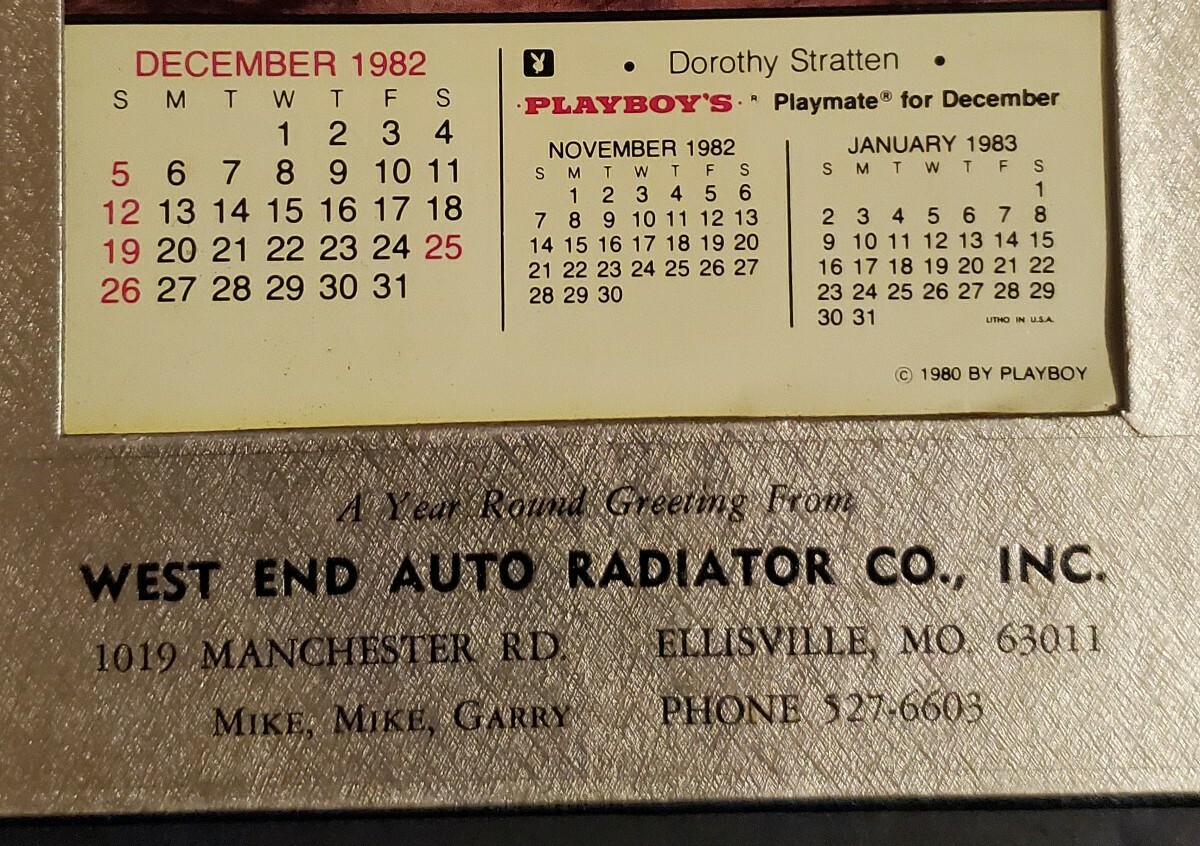 DECEMBER 1982
S M T W T F S
1 2 3 4
5 6 7 8 9 10 11
12 13 14 15 16 17 18
19 20 21 22 23 24 25
26 27 28 29 30 31
• Dorothy Stratten •
·PLAYBOY'S· ® Playmate® for December
NOVEMBER 1982
S M T W T F S
1 2 3 4 5 6
7 8 9 10 11 12 13
14 15 16 17 18 19 20
21 22 23 24 25 26 27
28 29 30
JANUARY 1983
S M T W T F S
1
2 3 4 5 6 7 8
9 10 11 12 13 14 15
16 17 18 19 20 21 22
23 24 25 26 27 28 29
30 31
LITHO IN U.S.A.
© 1980 BY PLAYBOY
A Year Round Greeting From
WEST END AUTO RADIATOR CO., INC.
1019 MANCHESTER RD. ELLISVILLE, MO. 63011
MIKE, MIKE, GARRY PHONE 527-6603